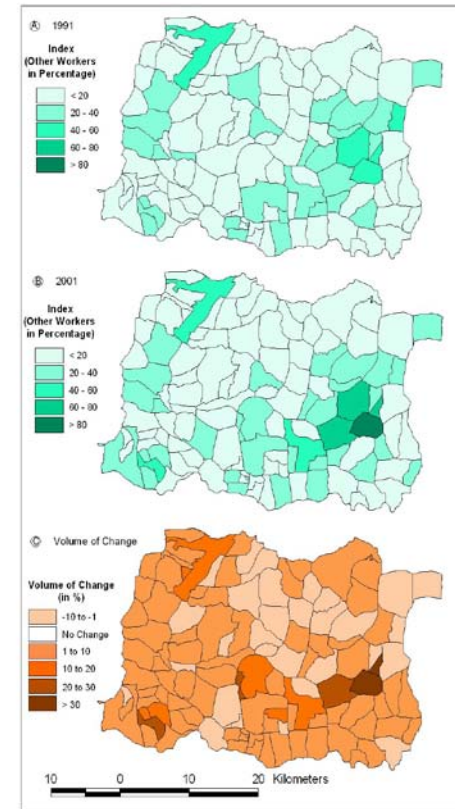 A 1991
Index
(Other Workers
in Percentage)
< 20
20 - 40
40 - 60
60 - 80
> 80
B 2001
Index
(Other Workers
in Percentage)
< 20
20 - 40
40 - 60
60 - 80
> 80
C Volume of Change
Volume of Change
(in %)
-10 to -1
No Change
1 to 10
10 to 20
20 to 30
> 30
10 0 10 20 Kilometers